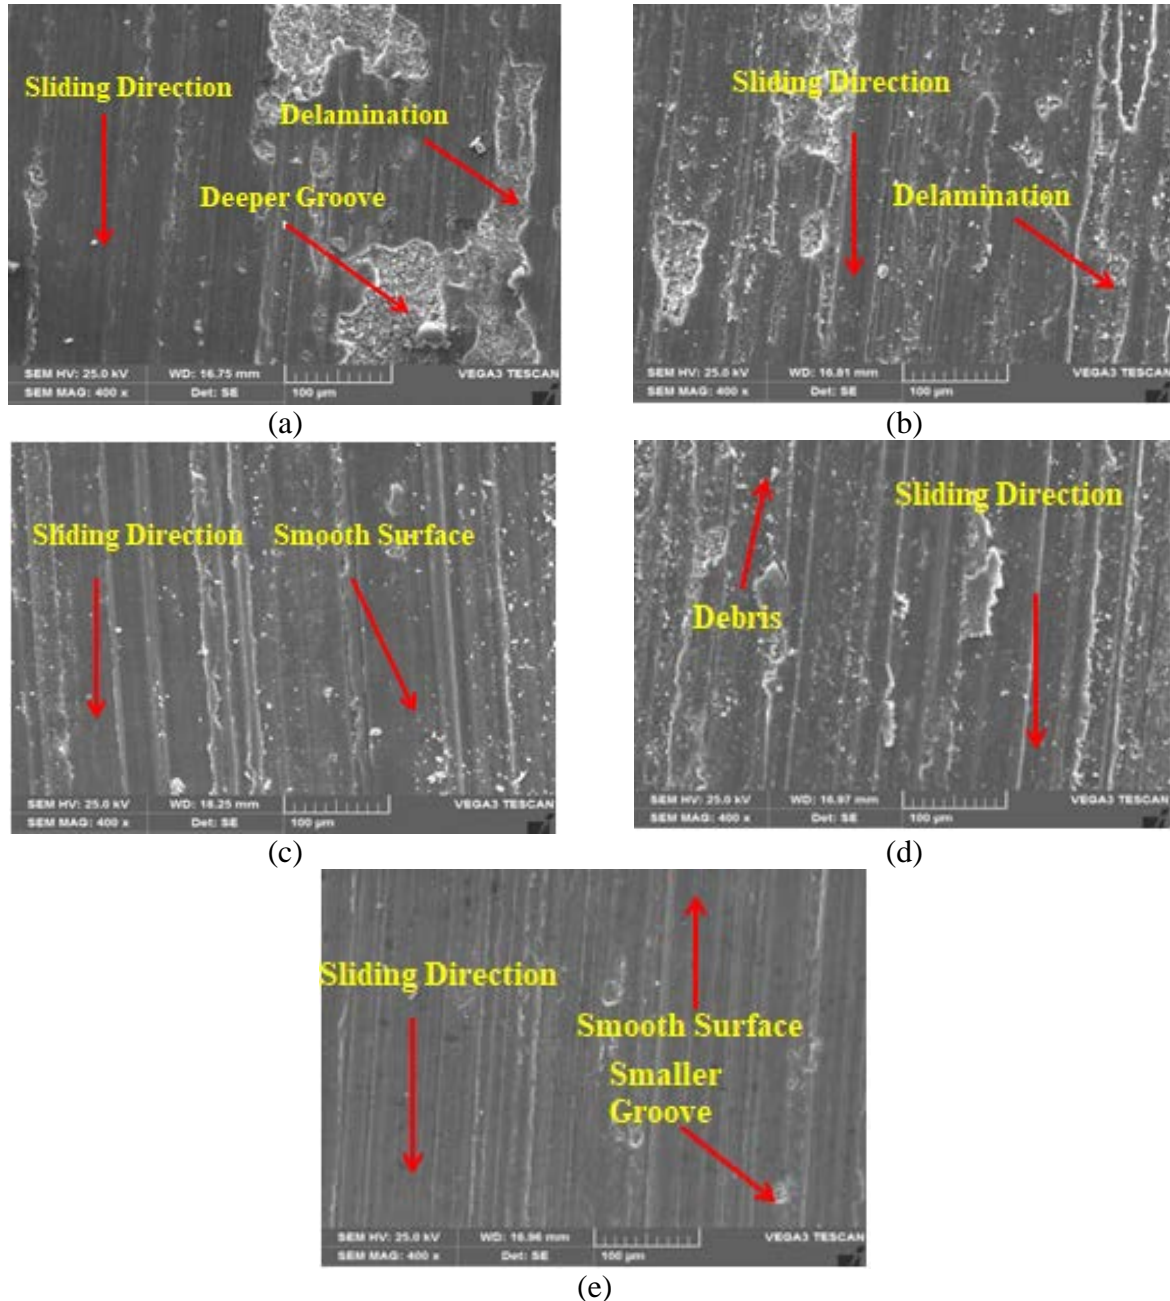 Sliding Direction
Delamination
Deeper Groove
SEM HV: 25.0 kV WD: 16.75 mm VEGA3 TESCAN
SEM MAG: 400 x Det: SE 100 µm
(a)
Sliding Direction
Delamination
SEM HV: 25.0 kV WD: 16.91 mm VEGA3 TESCAN
SEM MAG: 400 x Det: SE 100 µm
(b)
Sliding Direction Smooth Surface
SEM HV: 25.0 kV WD: 18.25 mm VEGA3 TESCAN
SEM MAG: 400 x Det: SE 100 µm
(c)
Sliding Direction
Debris
SEM HV: 25.0 kV WD: 16.97 mm VEGA3 TESCAN
SEM MAG: 400 x Det: SE 100 µm
(d)
Sliding Direction
Smooth Surface
Smaller
Groove
SEM HV: 25.0 kV WD: 16.96 mm VEGA3 TESCAN
SEM MAG: 400 x Det: SE 100 µm
(e)